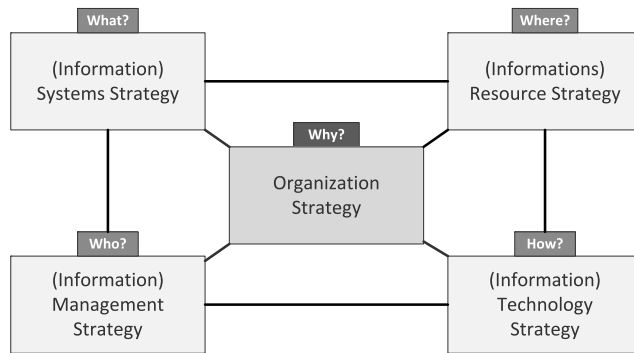 What?
(Information)
Systems Strategy
Where?
(Informations)
Resource Strategy
Why?
Organization
Strategy
Who?
(Information)
Management
Strategy
How?
(Information)
Technology
Strategy